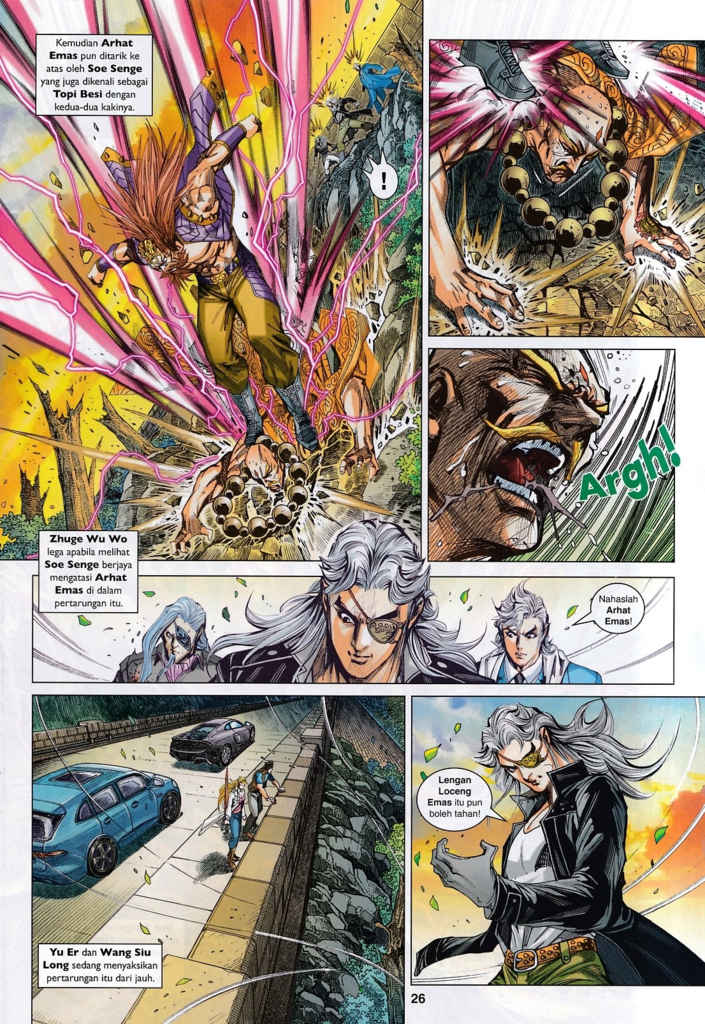 Kemudian Arhat
Emas pun ditarik ke
atas oleh Soe Senge
yang juga dikenali sebagai
Topi Besi dengan
kedua-dua kakinya.
!
Argh!
Zhuge Wu Wo
lega apabila melihat
Soe Senge berjaya
mengatasi Arhat
Emas di dalam
pertarungan itu.
Nahaslah
Arhat
Emas!
Lengan
Loceng
Emas itu pun
boleh tahan!
Yu Er dan Wang Siu
Long sedang menyaksikan
pertarungan itu dari jauh.
26